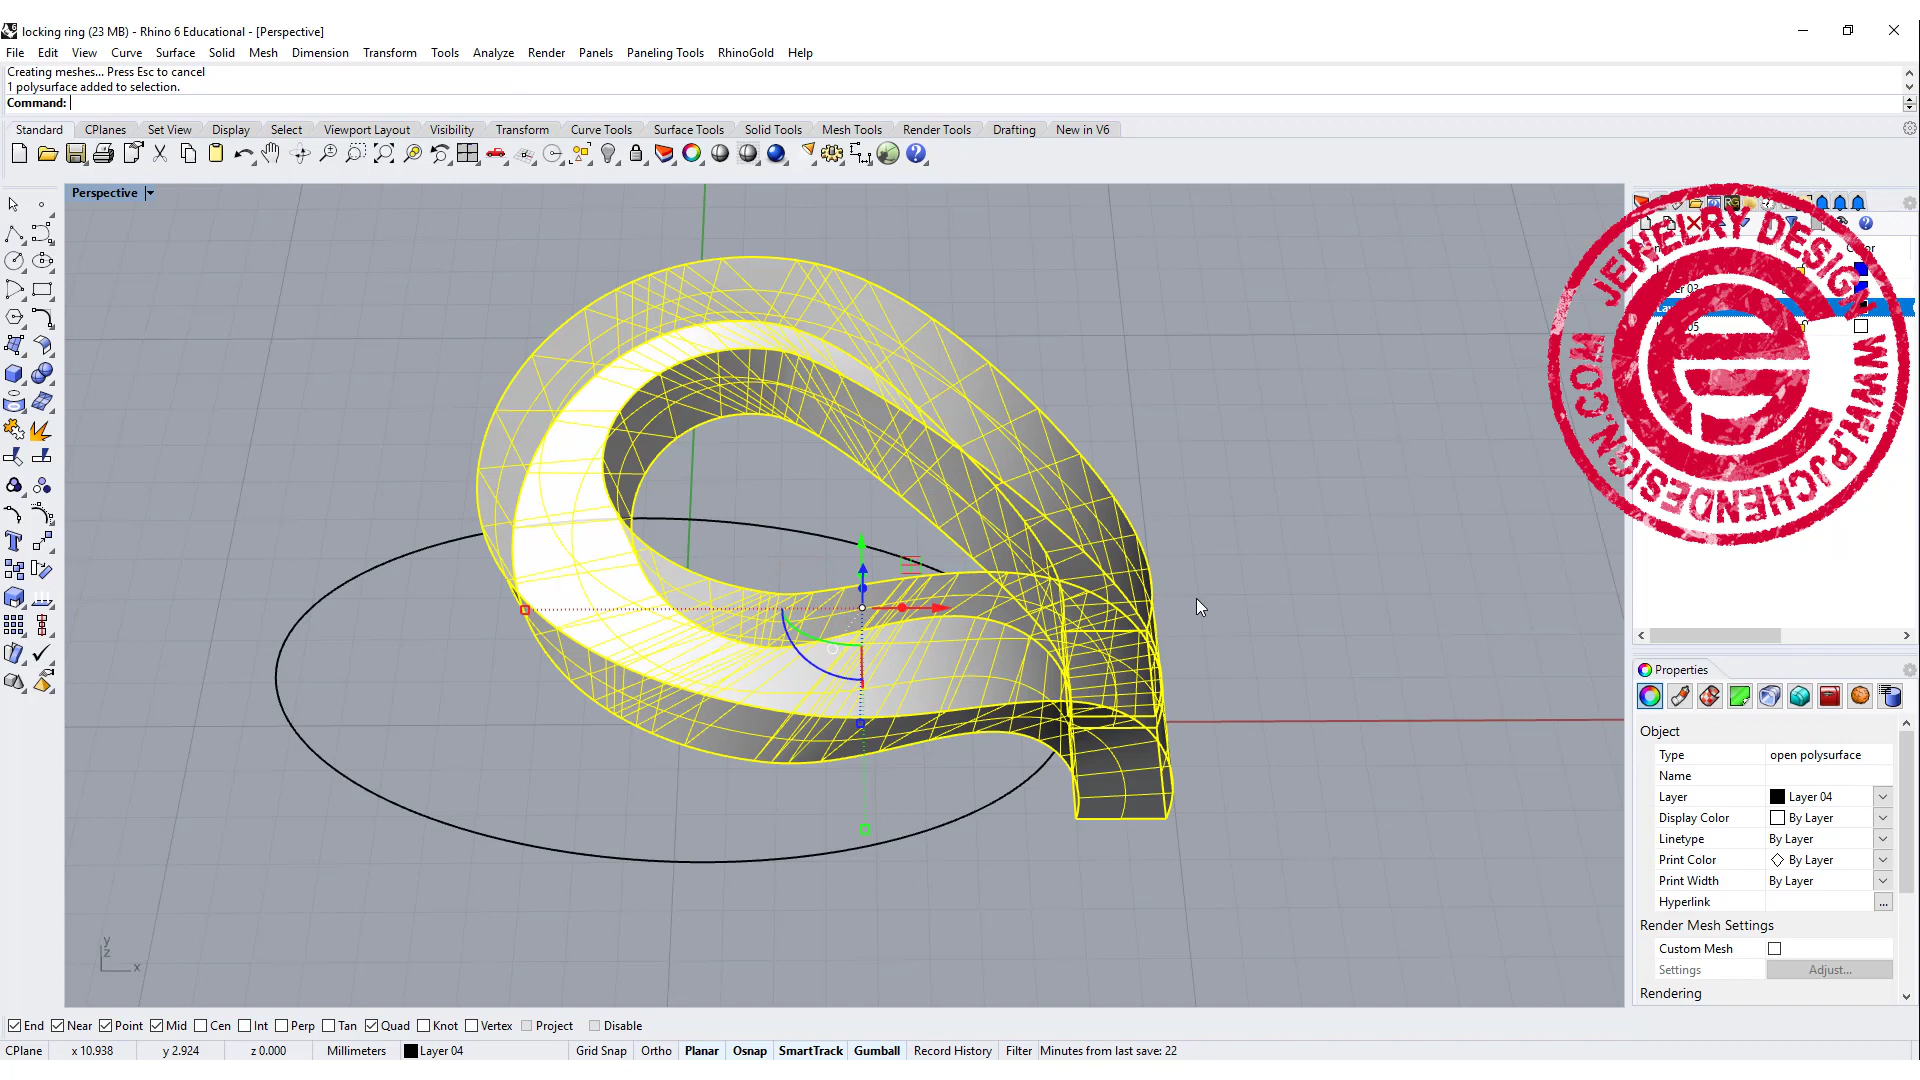 locking ring (23 MB) - Rhino 6 Educational - [Perspective]
File Edit View Curve Surface Solid Mesh Dimension Transform Tools Analyze Render Panels Paneling Tools RhinoGold Help
Creating meshes... Press Esc to cancel
1 polysurface added to selection.
Command:
Standard CPlanes Set View Display Select Viewport Layout Visibility Transform Curve Tools Surface Tools Solid Tools Mesh Tools Render Tools Drafting New in V6
Perspective
JEWELRY DESIGN
WWW.PJCHENDESIGN.COM
Properties
Object
Type open polysurface
Name
Layer Layer 04
Display Color By Layer
Linetype By Layer
Print Color By Layer
Print Width By Layer
Hyperlink ...
Render Mesh Settings
Custom Mesh
Settings Adjust...
Rendering
y
z
x
End Near Point Mid Cen Int Perp Tan Quad Knot Vertex Project Disable
CPlane x 10.938 y 2.924 z 0.000 Millimeters Layer 04 Grid Snap Ortho Planar Osnap SmartTrack Gumball Record History Filter Minutes from last save: 22